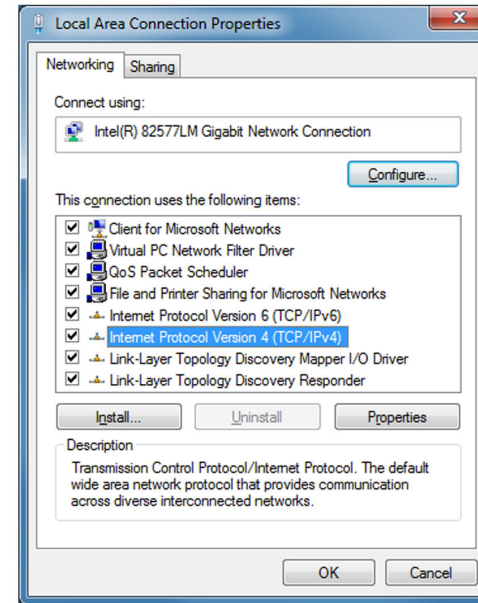 Local Area Connection Properties
Networking Sharing
Connect using:
Intel(R) 82577LM Gigabit Network Connection
Configure...
This connection uses the following items:
Client for Microsoft Networks
Virtual PC Network Filter Driver
QoS Packet Scheduler
File and Printer Sharing for Microsoft Networks
Internet Protocol Version 6 (TCP/IPv6)
Internet Protocol Version 4 (TCP/IPv4)
Link-Layer Topology Discovery Mapper I/O Driver
Link-Layer Topology Discovery Responder
Install... Uninstall Properties
Description
Transmission Control Protocol/Internet Protocol. The default
wide area network protocol that provides communication
across diverse interconnected networks.
OK Cancel